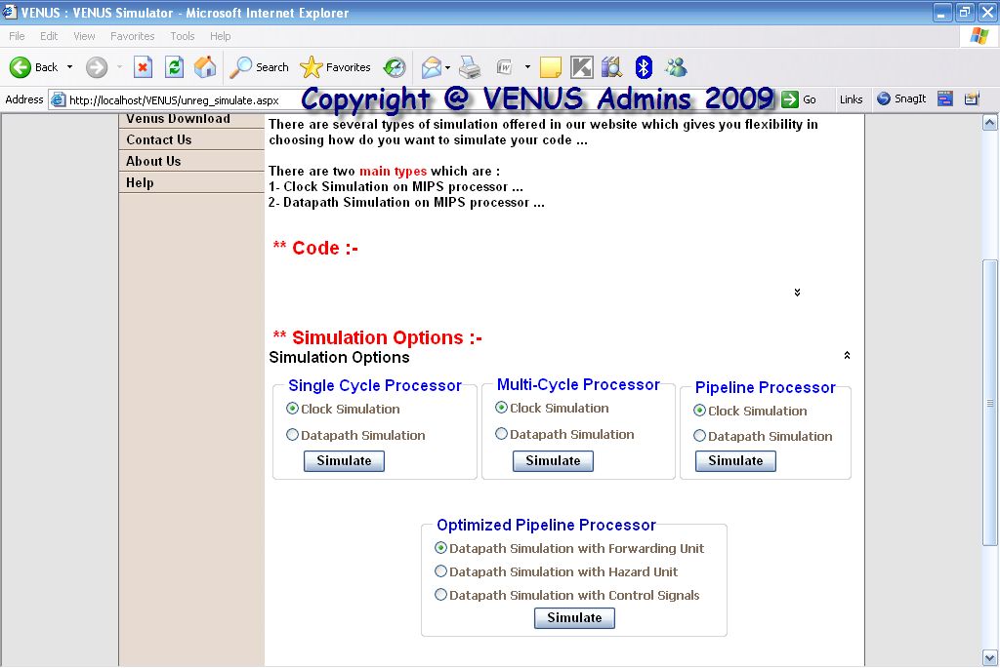 VENUS : VENUS Simulator - Microsoft Internet Explorer
File Edit View Favorites Tools Help
Back Search Favorites
Address http://localhost/VENUS/unreg_simulate.aspx Copyright @ VENUS Admins 2009 Go Links SnagIt
Venus Download
Contact Us
About Us
Help
There are several types of simulation offered in our website which gives you flexibility in
choosing how do you want to simulate your code ...
There are two main types which are :
1- Clock Simulation on MIPS processor ...
2- Datapath Simulation on MIPS processor ...
** Code :-
** Simulation Options :-
Simulation Options
Single Cycle Processor
Clock Simulation
Datapath Simulation
Simulate
Multi-Cycle Processor
Clock Simulation
Datapath Simulation
Simulate
Pipeline Processor
Clock Simulation
Datapath Simulation
Simulate
Optimized Pipeline Processor
Datapath Simulation with Forwarding Unit
Datapath Simulation with Hazard Unit
Datapath Simulation with Control Signals
Simulate